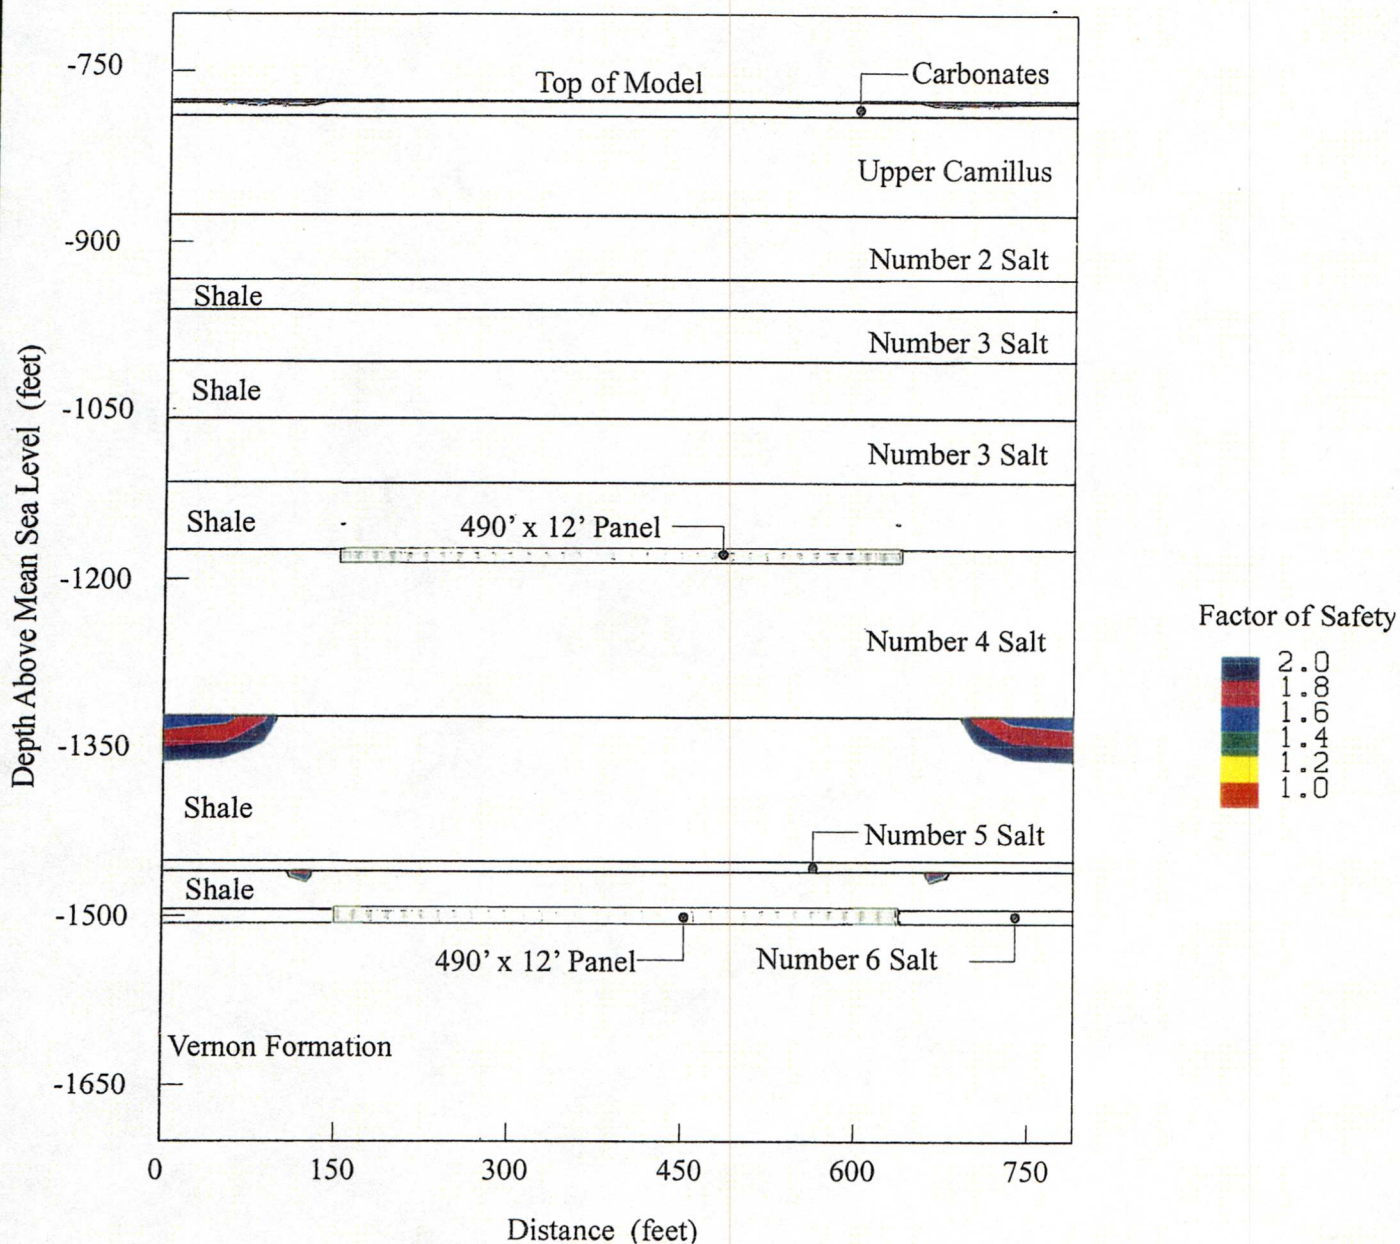 -750
Top of Model
Carbonates
Upper Camillus
-900
Number 2 Salt
Shale
Number 3 Salt
Shale
-1050
Number 3 Salt
Shale
490' x 12' Panel
-1200
Number 4 Salt
Depth Above Mean Sea Level (feet)
Factor of Safety
2.0
1.8
1.6
1.4
1.2
1.0
-1350
Shale
Number 5 Salt
Shale
-1500
490' x 12' Panel
Number 6 Salt
Vernon Formation
-1650
0 150 300 450 600 750
Distance (feet)